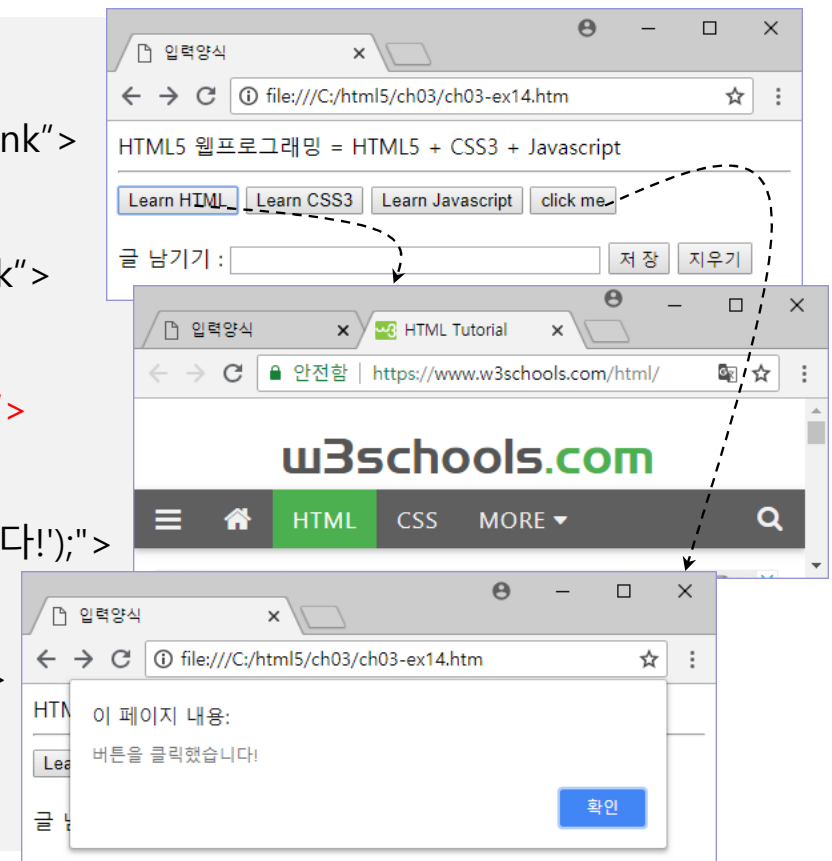 nk">
k">
">
다!');">
>
입력양식
file:///C:/html5/ch03/ch03-ex14.htm
HTML5 웹프로그래밍 = HTML5 + CSS3 + Javascript
Learn HTML Learn CSS3 Learn Javascript click me
글 남기기 : 저 장 지우기
입력양식 HTML Tutorial
안전함 | https://www.w3schools.com/html/
w3schools.com
HTML CSS MORE
입력양식
file:///C:/html5/ch03/ch03-ex14.htm
HTM
이 페이지 내용:
Lea
버튼을 클릭했습니다!
확인
글